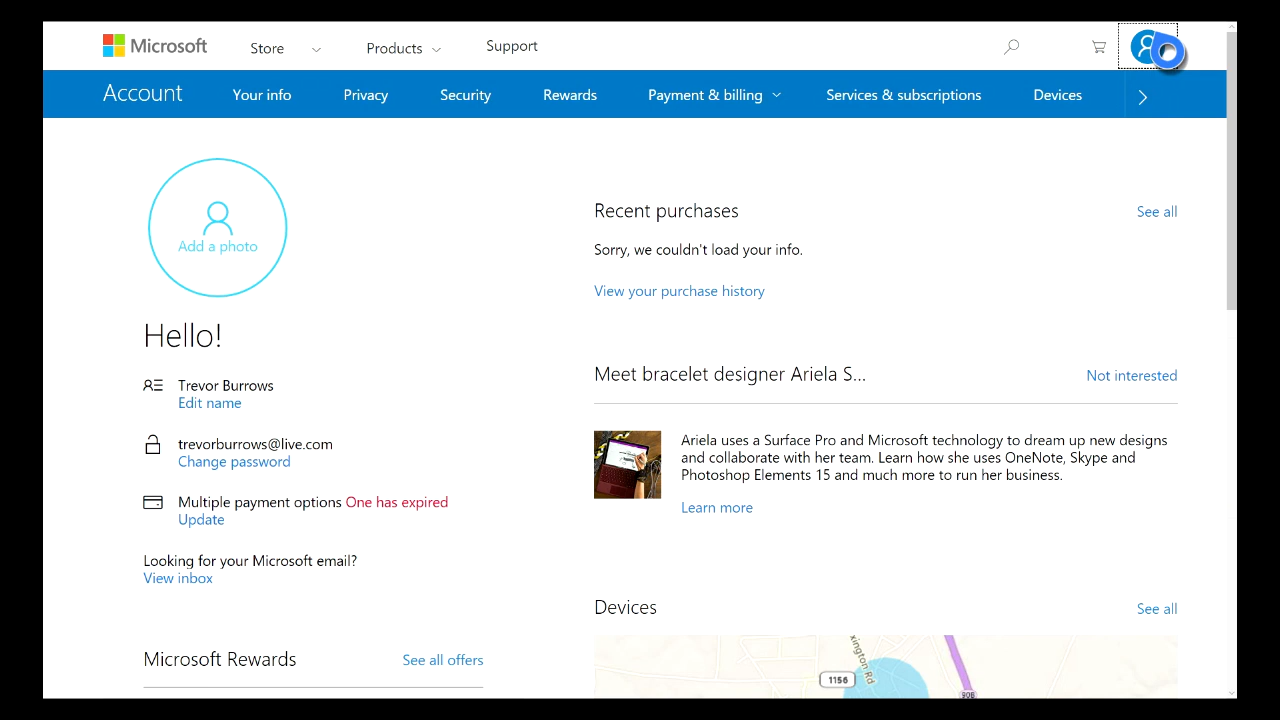 Microsoft
Store
Products
Support
Account
Your info
Privacy
Security
Rewards
Payment & billing
Services & subscriptions
Devices
Add a photo
Hello!
Trevor Burrows
Edit name
trevorburrows@live.com
Change password
Multiple payment options One has expired
Update
Looking for your Microsoft email?
View inbox
Microsoft Rewards
See all offers
Recent purchases
See all
Sorry, we couldn't load your info.
View your purchase history
Meet bracelet designer Ariela S...
Not interested
Ariela uses a Surface Pro and Microsoft technology to dream up new designs
and collaborate with her team. Learn how she uses OneNote, Skype and
Photoshop Elements 15 and much more to run her business.
Learn more
Devices
See all
1156